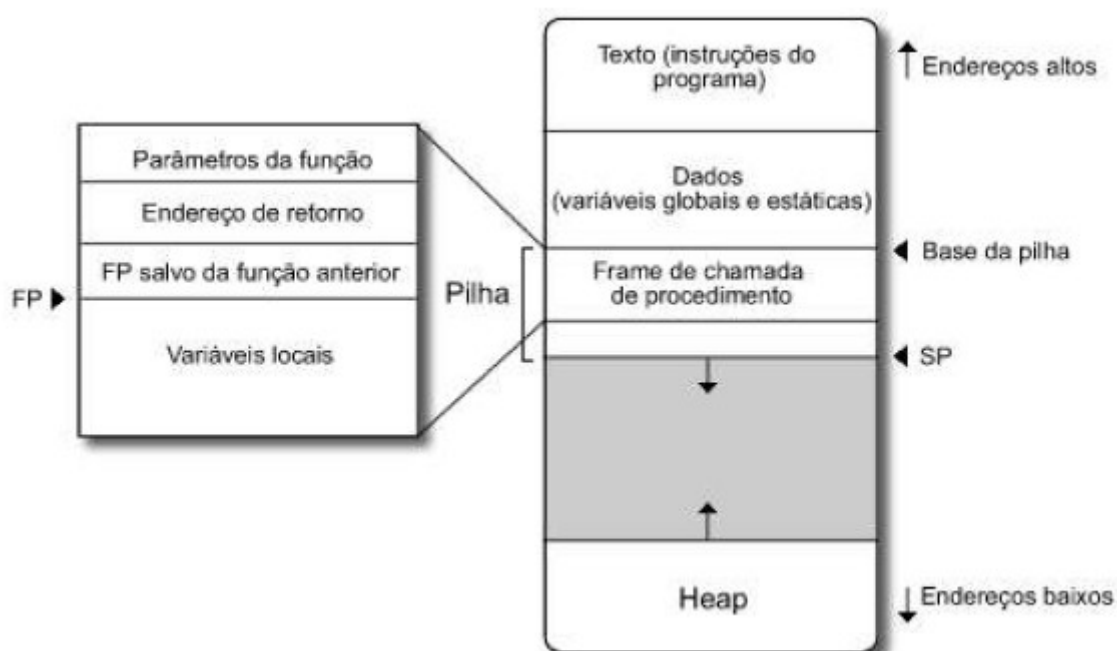 Texto (instruções do
programa)
Endereços altos
Parâmetros da função
Endereço de retorno
FP salvo da função anterior
FP
Variáveis locais
Dados
(variáveis globais e estáticas)
Base da pilha
Pilha
Frame de chamada
de procedimento
SP
Heap
Endereços baixos